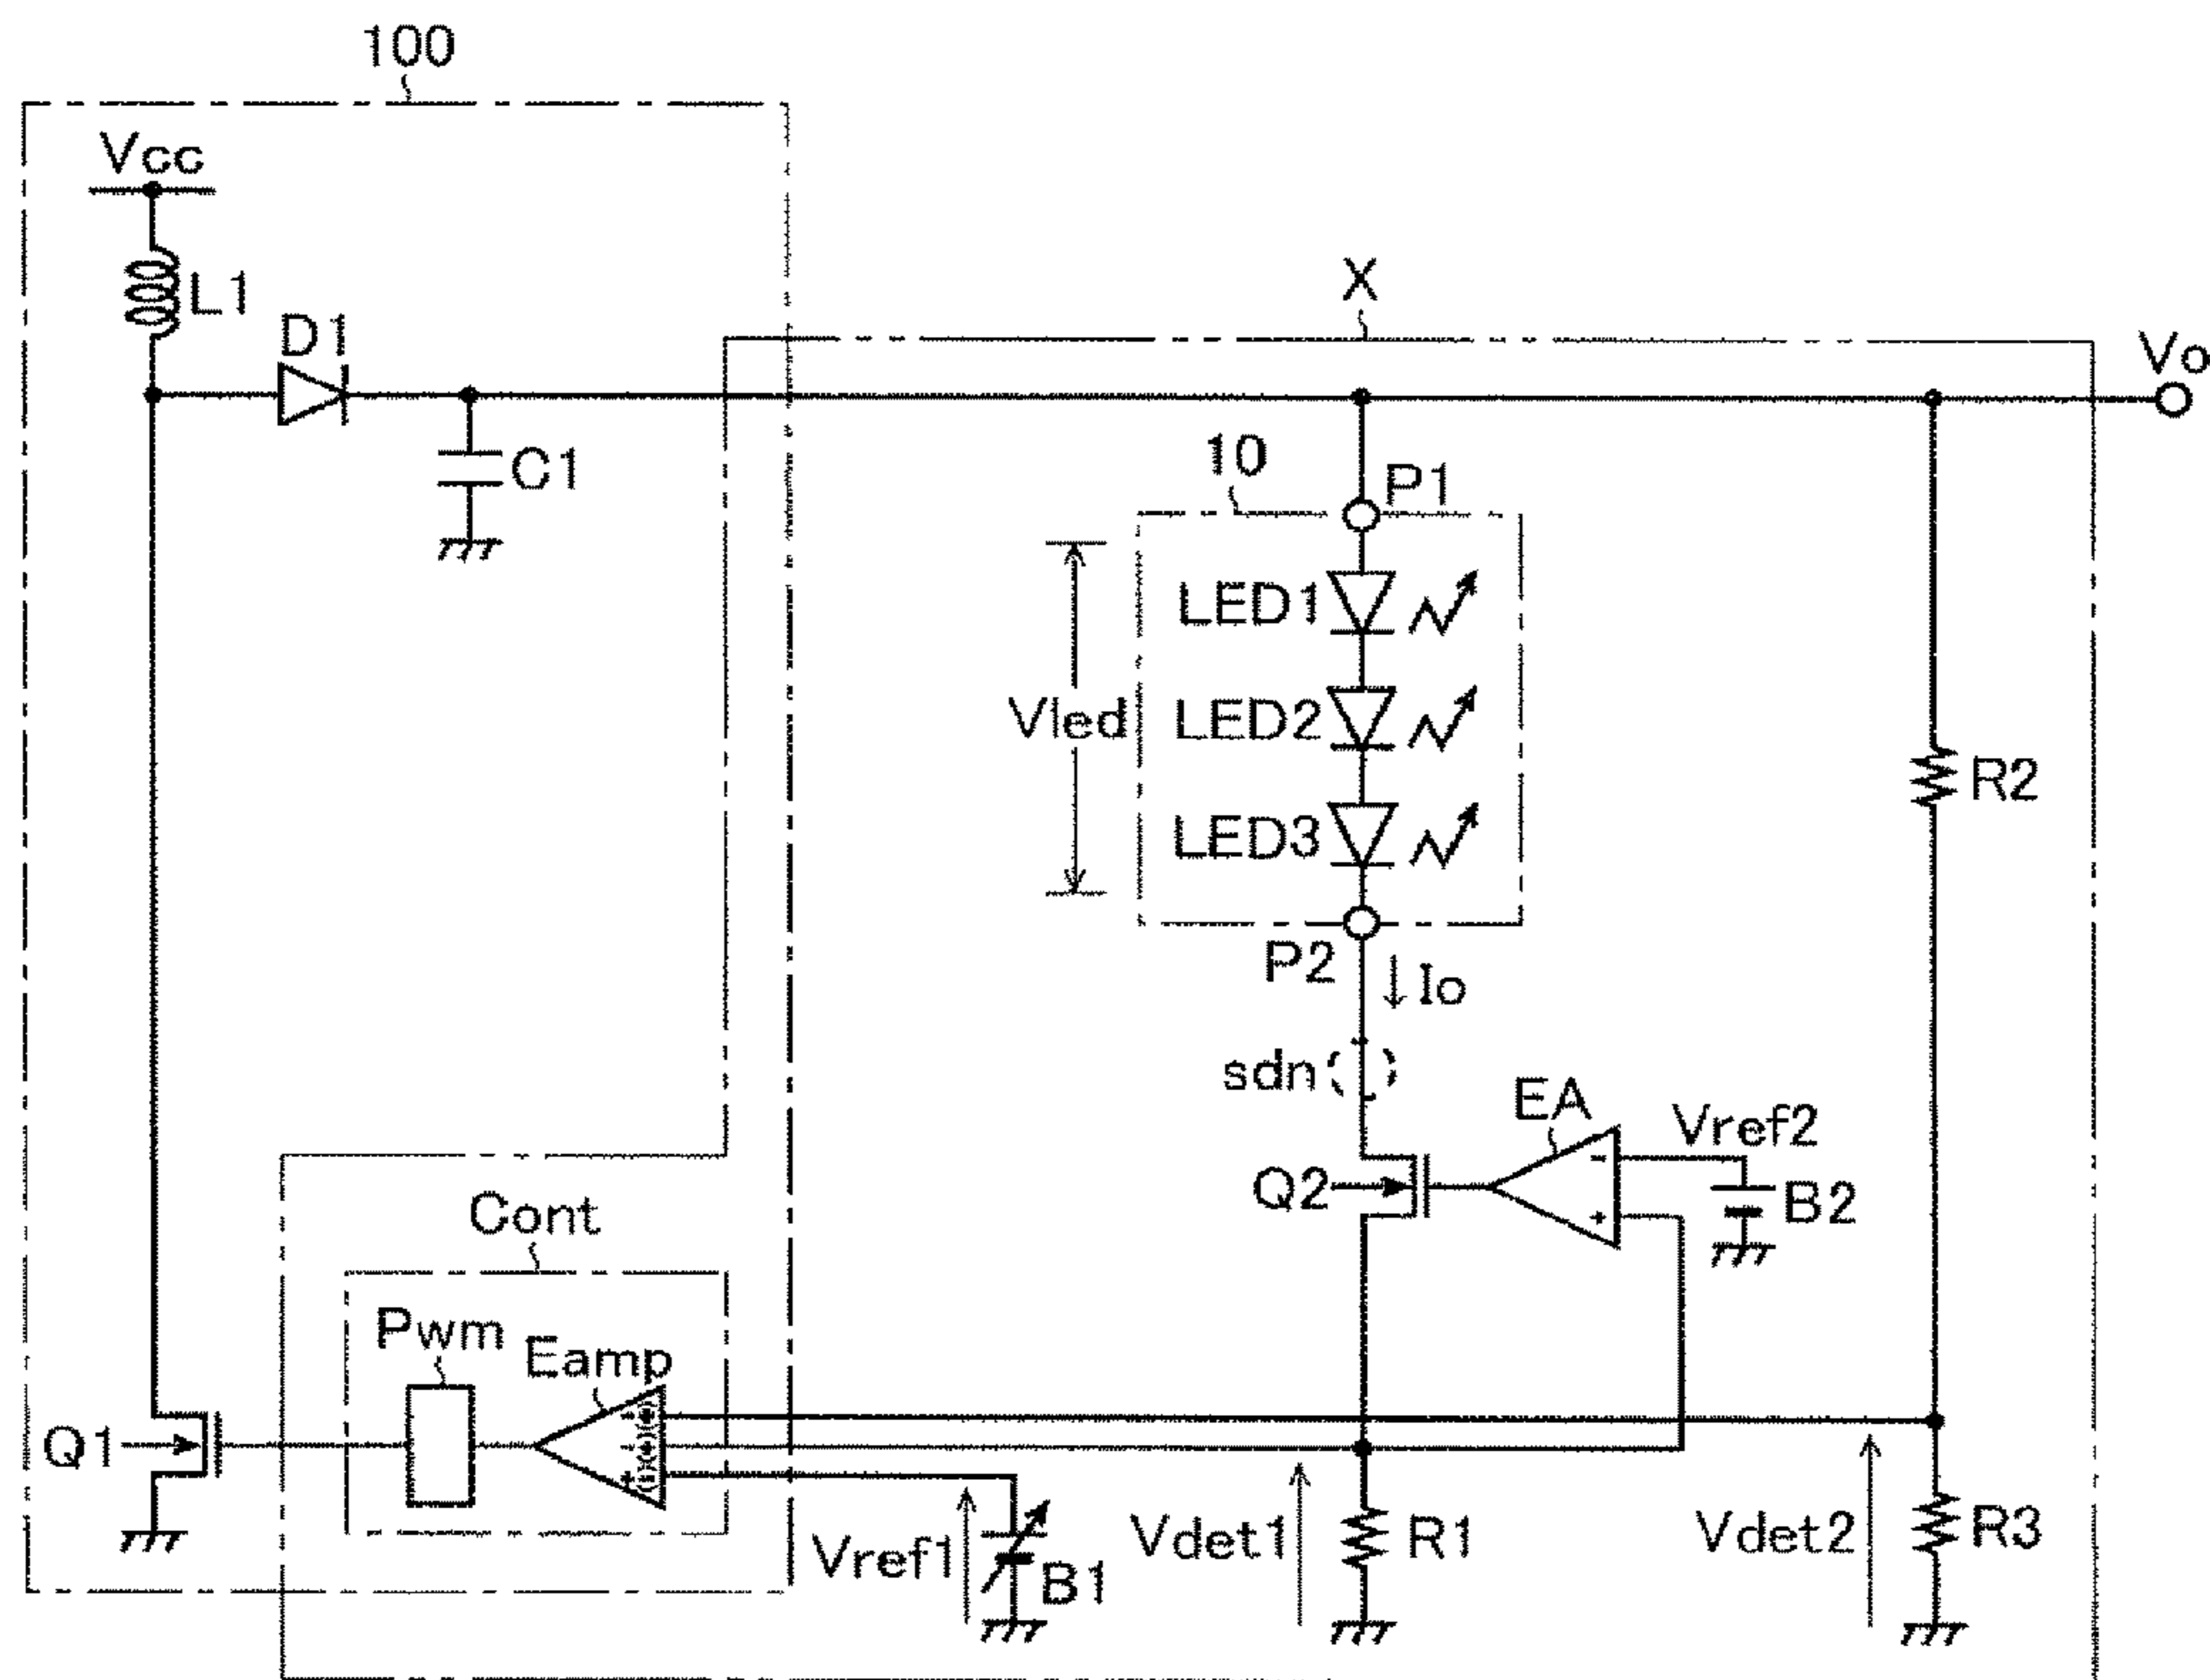 100
Vcc
L1
D1
C1
X
Vo
10
P1
LED1
Vled
LED2
LED3
R2
P2
Io
sdn
EA
Vref2
Q2
-
+
B2
Cont
Pwm
Eamp
Q1
Vref1
B1
Vdet1
R1
Vdet2
R3